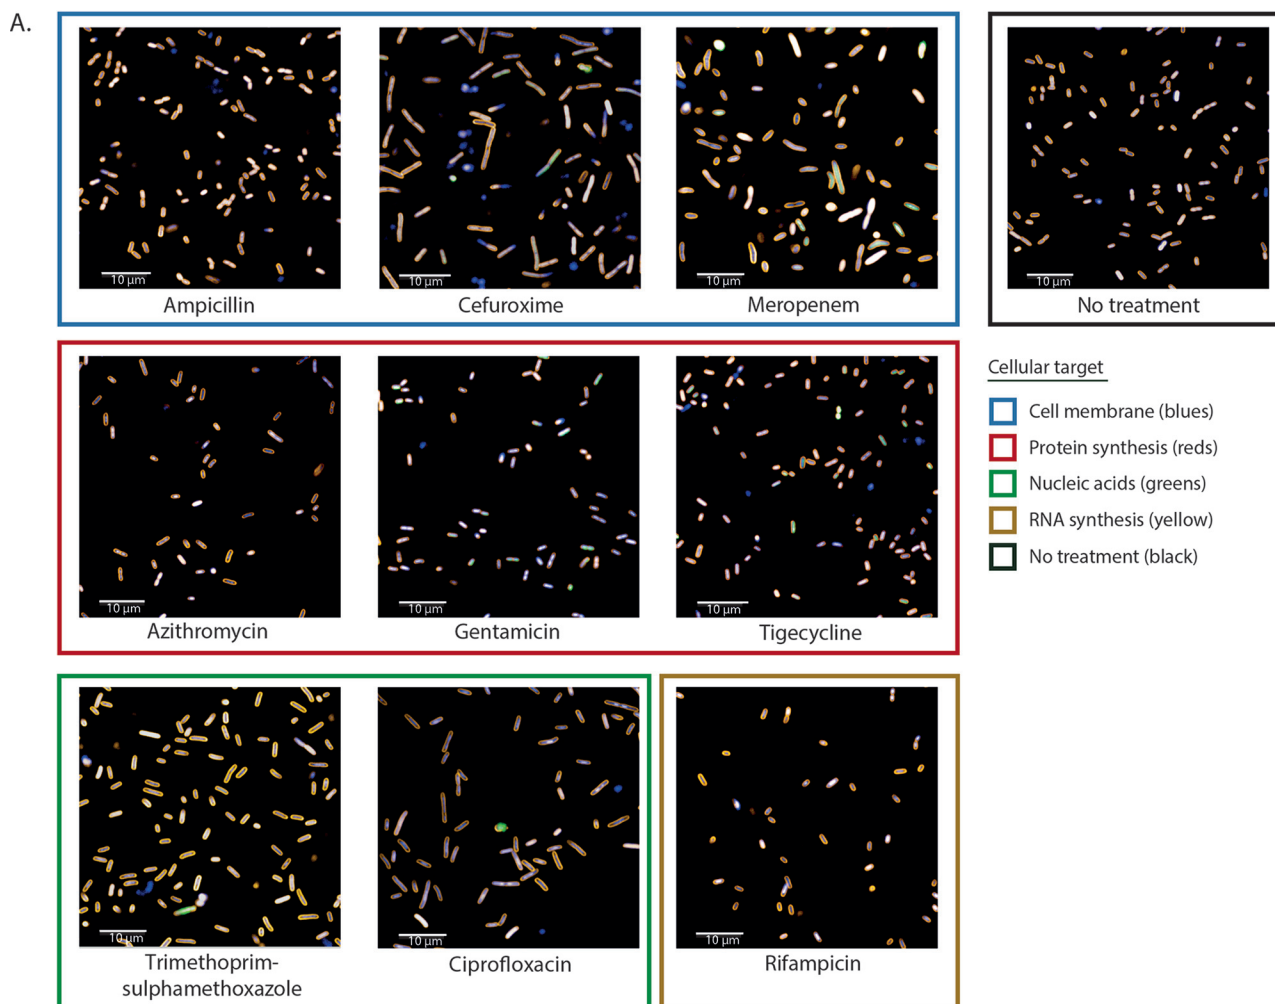 A.
10 µm
10 µm
10 µm
10 µm
Ampicillin
Cefuroxime
Meropenem
No treatment
Cellular target
Cell membrane (blues)
Protein synthesis (reds)
Nucleic acids (greens)
RNA synthesis (yellow)
No treatment (black)
10 µm
10 µm
10 µm
Azithromycin
Gentamicin
Tigecycline
10 µm
10 µm
10 µm
Trimethoprim-
sulphamethoxazole
Ciprofloxacin
Rifampicin